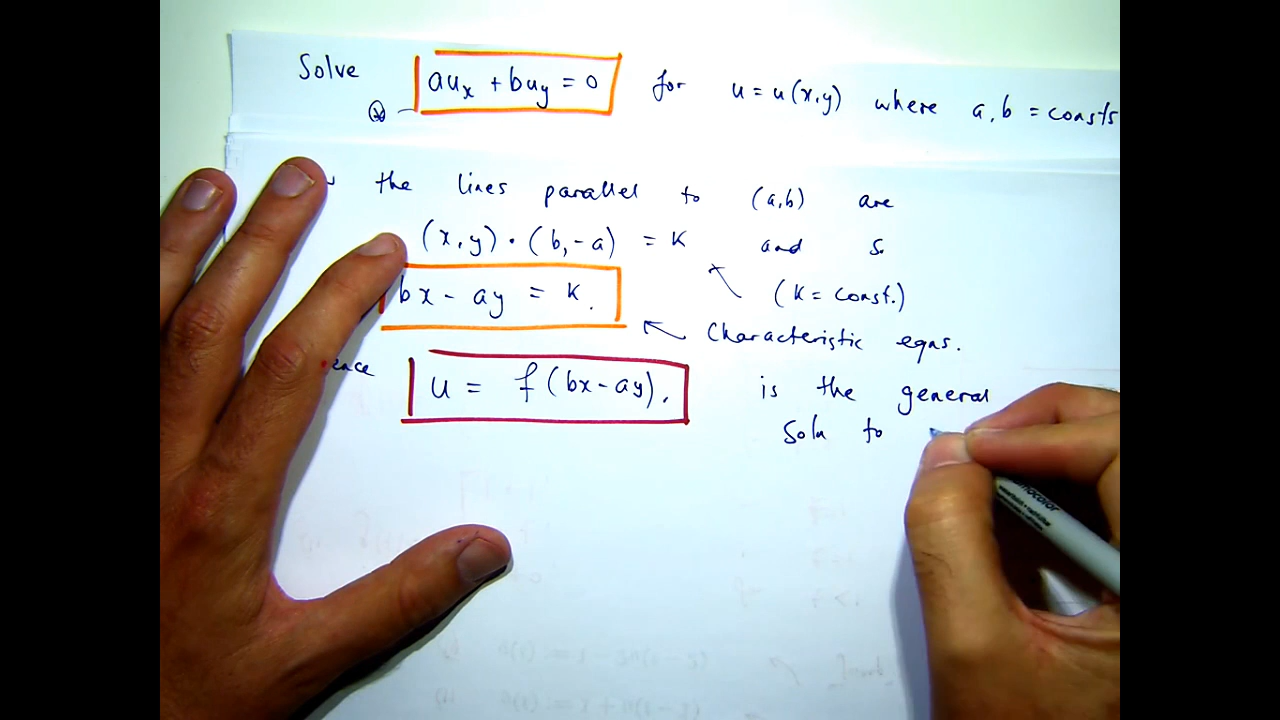 Solve au_x + bu_y = 0 for u = u(x,y) where a, b = consts
the lines parallel to (a,b) are
(x,y) · (b,-a) = k and so
(k = const.)
bx - ay = k.
Characteristic eqns.
u = f(bx-ay). is the general
soln to